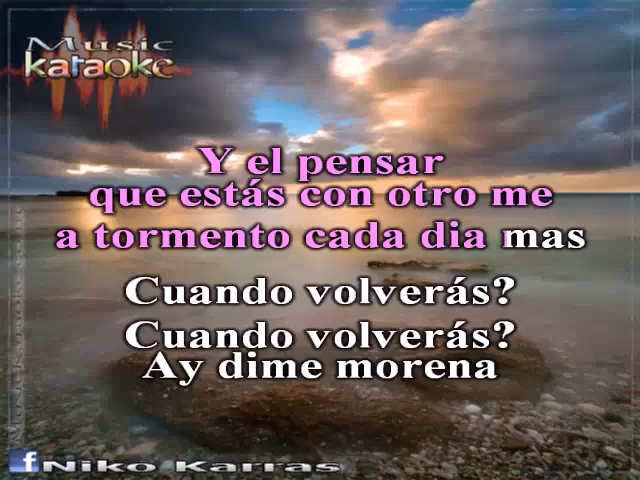 Music
karaoke
Y el pensar
que estás con otro me
a tormento cada dia mas
Cuando volverás?
Cuando volverás?
Ay dime morena
f Niko Karras